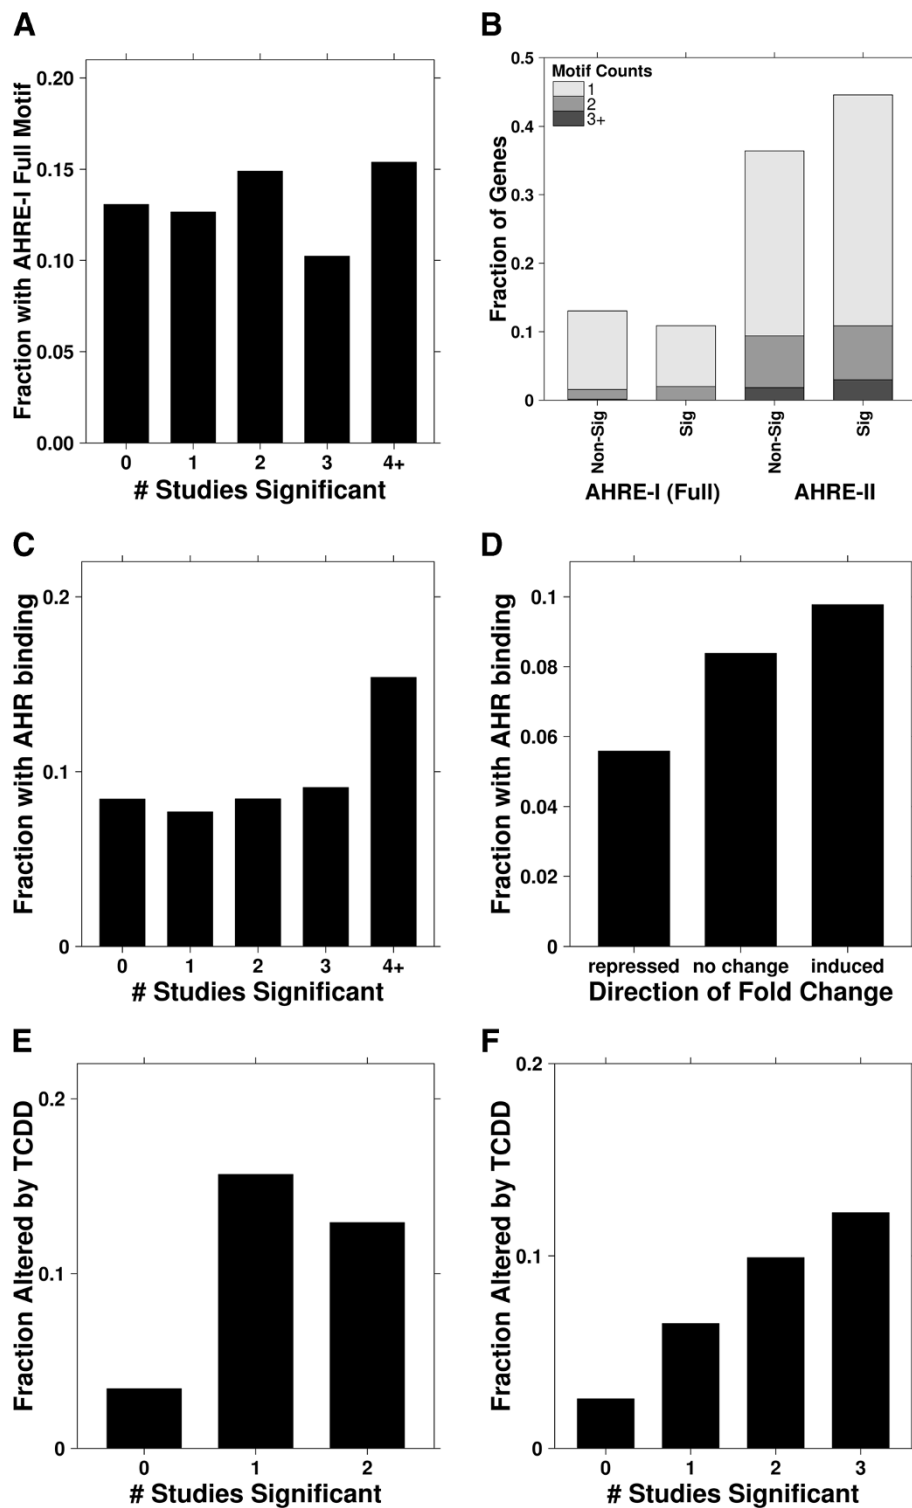 A
Fraction with AHRE-I Full Motif
0.20
0.15
0.10
0.05
0.00
0 1 2 3 4+
# Studies Significant
B
Fraction of Genes
0.5
0.4
0.3
0.2
0.1
0
Motif Counts
1
2
3+
Non-Sig Sig Non-Sig Sig
AHRE-I (Full) AHRE-II
C
Fraction with AHR binding
0.2
0.1
0
0 1 2 3 4+
# Studies Significant
D
Fraction with AHR binding
0.1
0.08
0.06
0.04
0.02
0
repressed no change induced
Direction of Fold Change
E
Fraction Altered by TCDD
0.2
0.1
0
0 1 2
# Studies Significant
F
Fraction Altered by TCDD
0.2
0.1
0
0 1 2 3
# Studies Significant